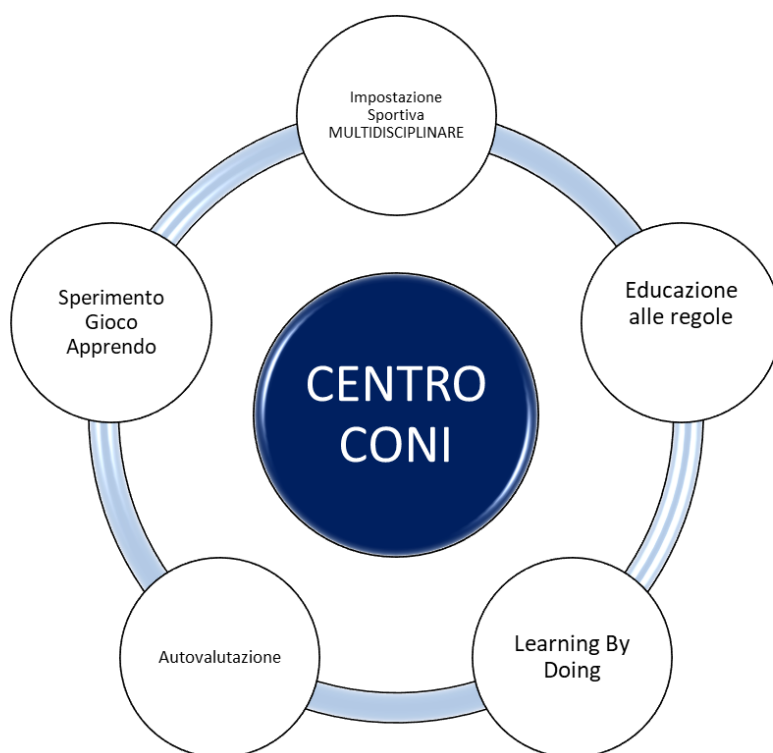 Impostazione
Sportiva
MULTIDISCIPLINARE
Educazione
alle regole
Learning By
Doing
Autovalutazione
Sperimento
Gioco
Apprendo
CENTRO
CONI